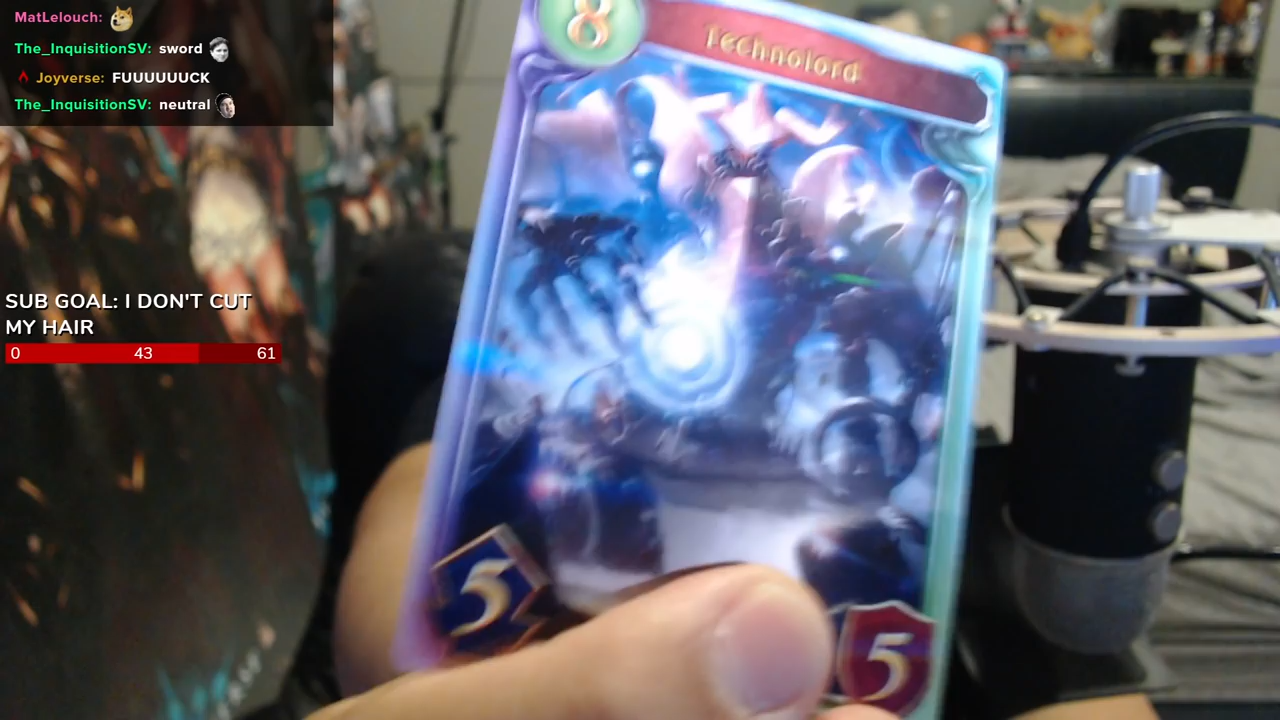 MatLelouch:
The_InquisitionSV: sword
Joyverse: FUUUUUUCK
The_InquisitionSV: neutral
SUB GOAL: I DON'T CUT
MY HAIR
0 43 61
8
Technolord
5
5